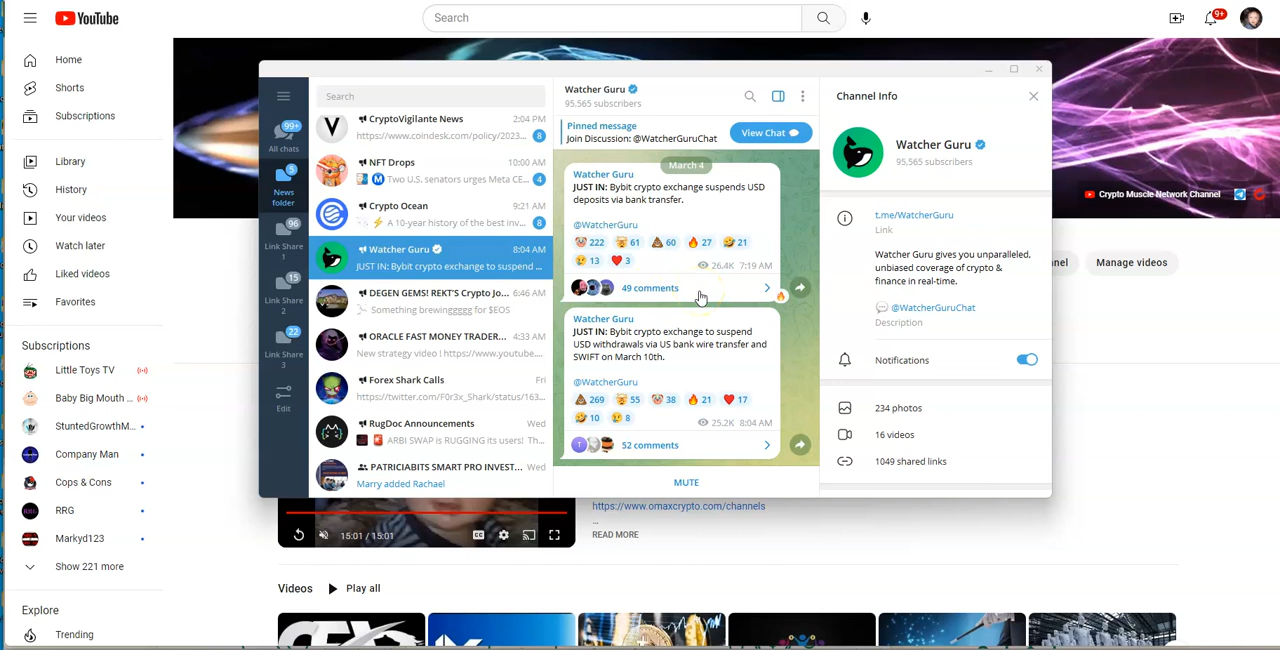 YouTube
Search
9+
Home
Shorts
Subscriptions
Library
History
Your videos
Watch later
Liked videos
Favorites
Subscriptions
Little Toys TV
Baby Big Mouth ...
StuntedGrowthM...
Company Man
Cops & Cons
RRG
Markyd123
Show 221 more
Explore
Trending
99+
All chats
5
News
folder
96
Link Share
1
15
Link Share
2
22
Link Share
3
Edit
Search
CryptoVigilante News 2:04 PM
https://www.coindesk.com/policy/2023... 8
NFT Drops 10:00 AM
Two U.S. senators urges Meta CE... 4
Crypto Ocean 9:21 AM
A 10-year history of the best inv... 8
Watcher Guru 8:04 AM
JUST IN: Bybit crypto exchange to suspend ...
DEGEN GEMS! REKT'S Crypto Jo... 6:46 AM
Something brewingggg for $EOS
ORACLE FAST MONEY TRADER... 4:33 AM
New strategy video ! https://www.youtube...
Forex Shark Calls Fri
https://twitter.com/F0r3x_Shark/status/163...
RugDoc Announcements Wed
ARBI SWAP is RUGGING its users! Th...
PATRICIABITS SMART PRO INVEST... Wed
Marry added Rachael
Watcher Guru
95,565 subscribers
Pinned message
Join Discussion: @WatcherGuruChat
View Chat
March 4
Watcher Guru
JUST IN: Bybit crypto exchange suspends USD
deposits via bank transfer.
@WatcherGuru
222 61 60 27 21
13 3
26.4K 7:19 AM
49 comments
Watcher Guru
JUST IN: Bybit crypto exchange to suspend
USD withdrawals via US bank wire transfer and
SWIFT on March 10th.
@WatcherGuru
269 55 38 21 17
10 8
25.2K 8:04 AM
T
52 comments
MUTE
Channel Info
Watcher Guru
95,565 subscribers
t.me/WatcherGuru
Link
Watcher Guru gives you unparalleled,
unbiased coverage of crypto &
finance in real-time.
@WatcherGuruChat
Description
Notifications
234 photos
16 videos
1049 shared links
Crypto Muscle Network Channel
nel
Manage videos
15:01 / 15:01
CC
https://www.omaxcrypto.com/channels
...
READ MORE
Videos
Play all